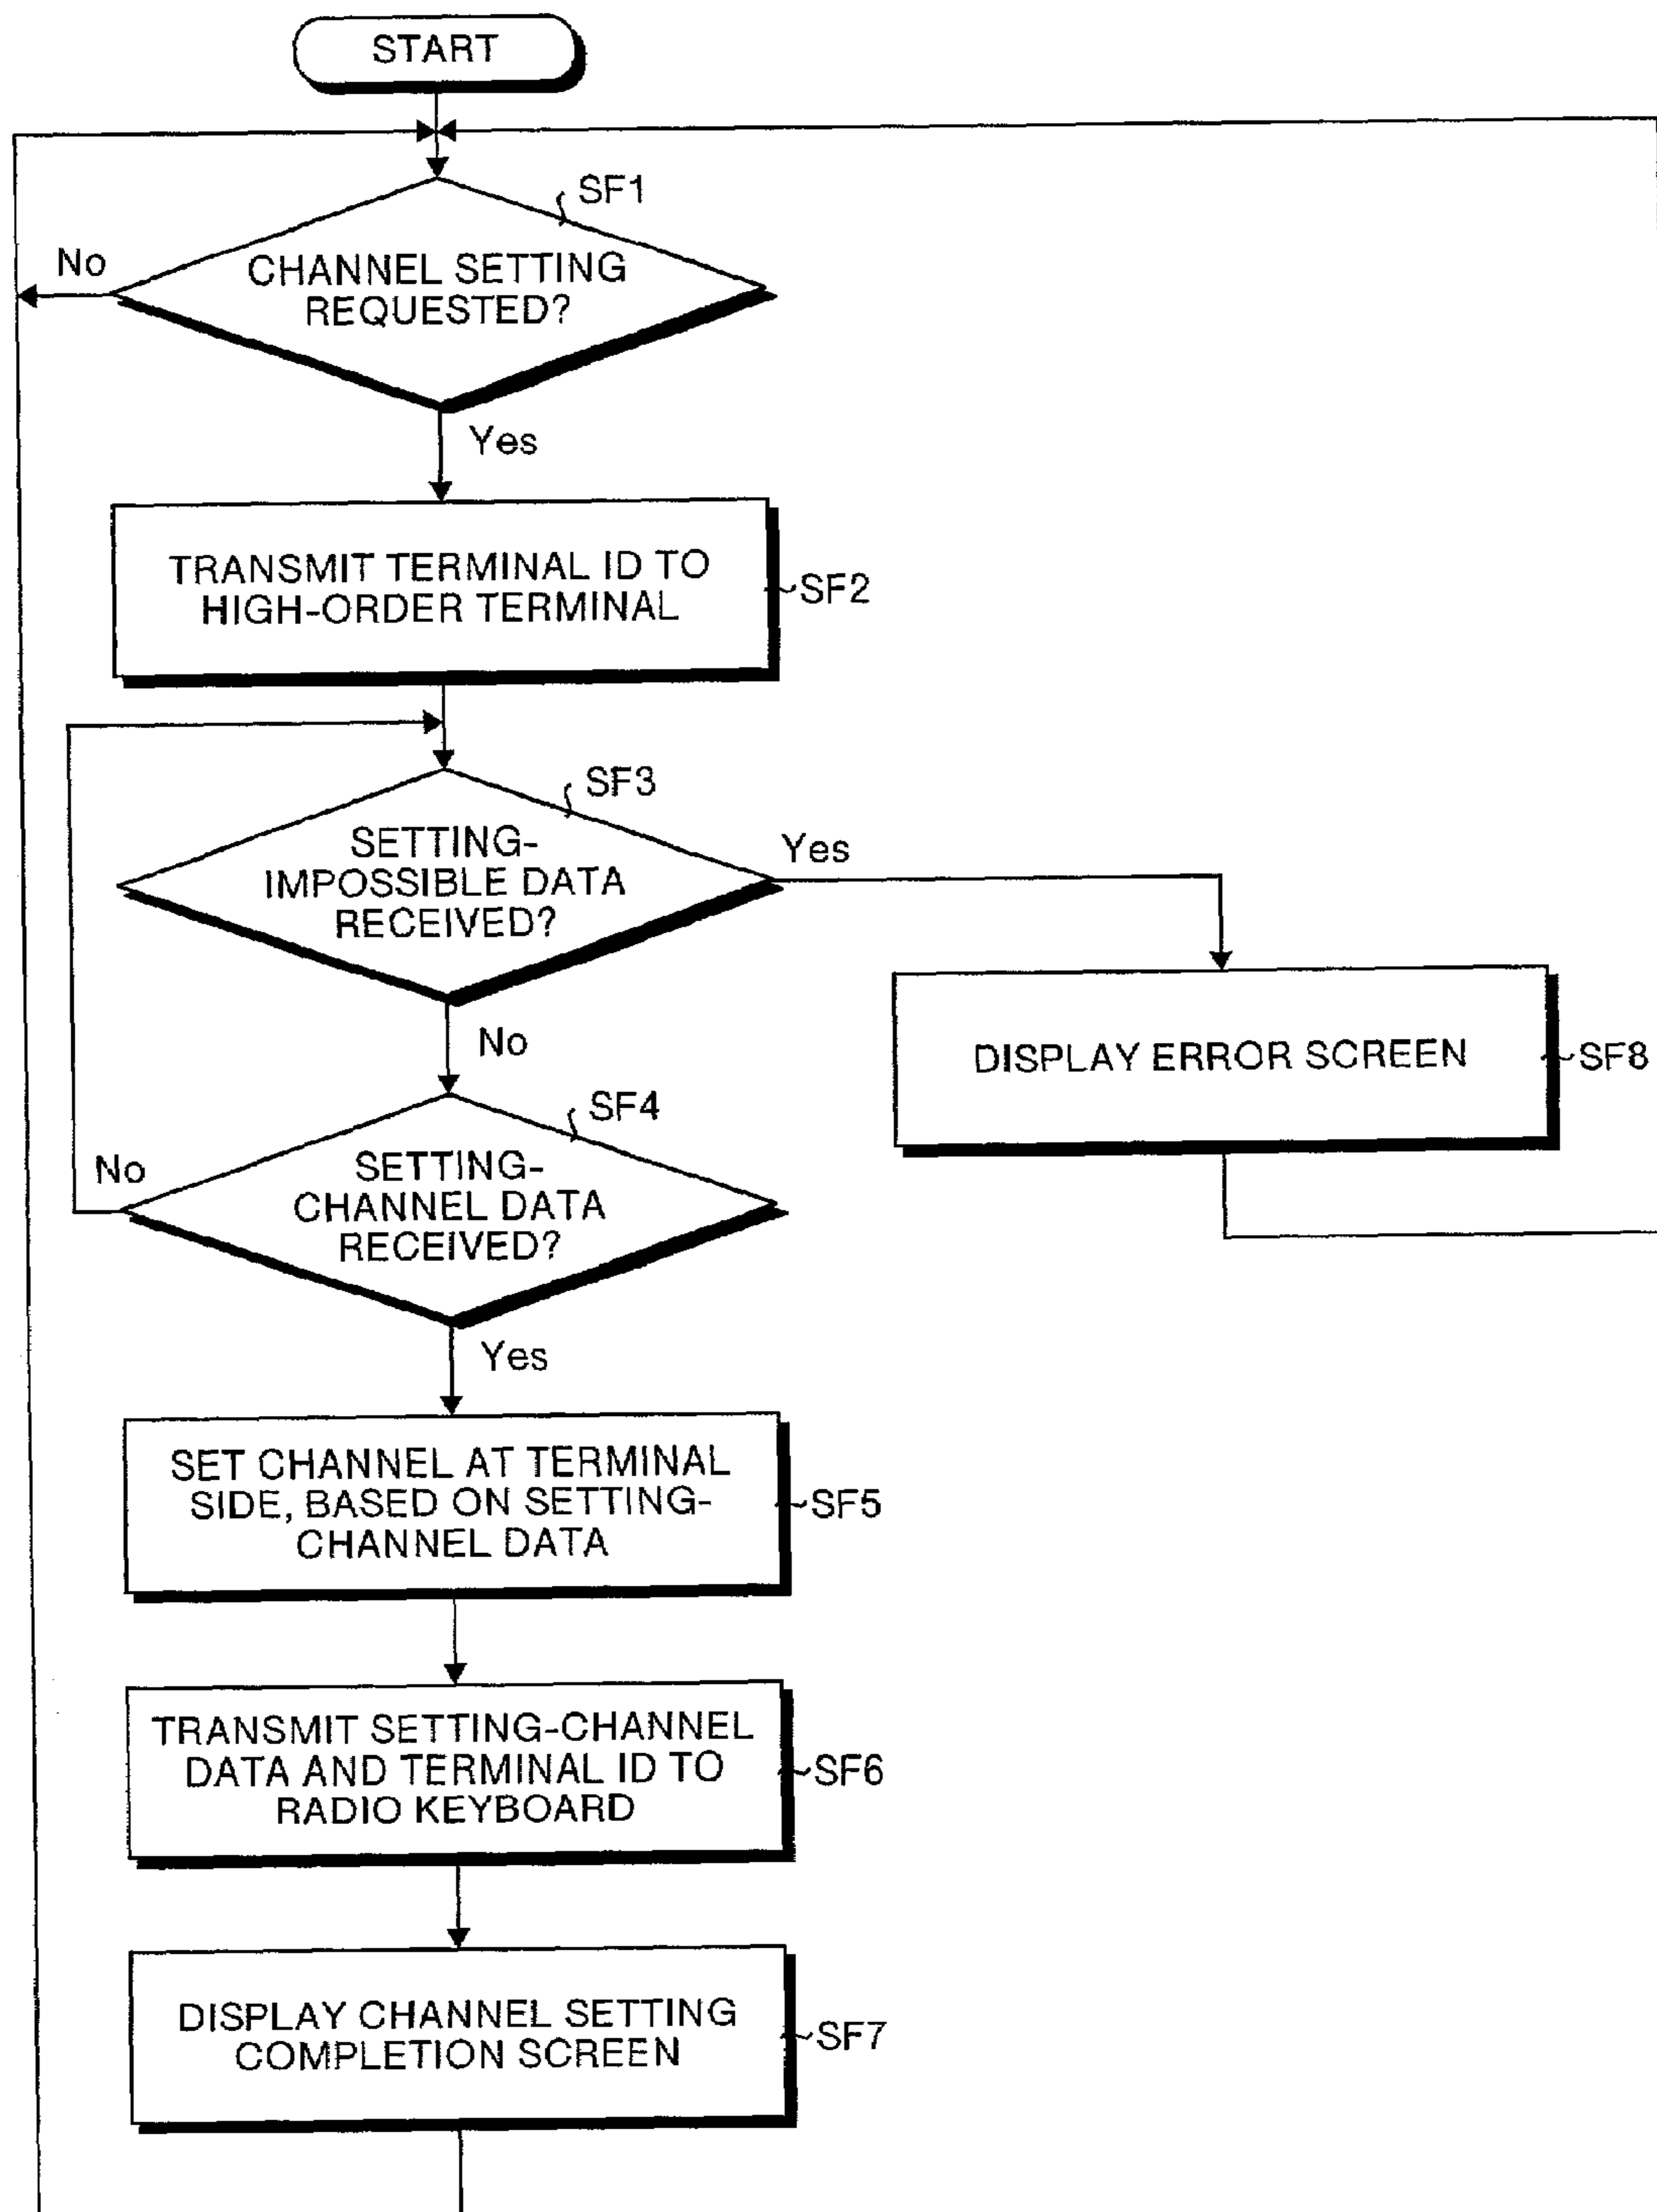 START
SF1
No
CHANNEL SETTING
REQUESTED?
Yes
TRANSMIT TERMINAL ID TO
HIGH-ORDER TERMINAL
SF2
SF3
SETTING-
IMPOSSIBLE DATA
RECEIVED?
Yes
No
DISPLAY ERROR SCREEN
SF8
SF4
No
SETTING-
CHANNEL DATA
RECEIVED?
Yes
SET CHANNEL AT TERMINAL
SIDE, BASED ON SETTING-
CHANNEL DATA
SF5
TRANSMIT SETTING-CHANNEL
DATA AND TERMINAL ID TO
RADIO KEYBOARD
SF6
DISPLAY CHANNEL SETTING
COMPLETION SCREEN
SF7